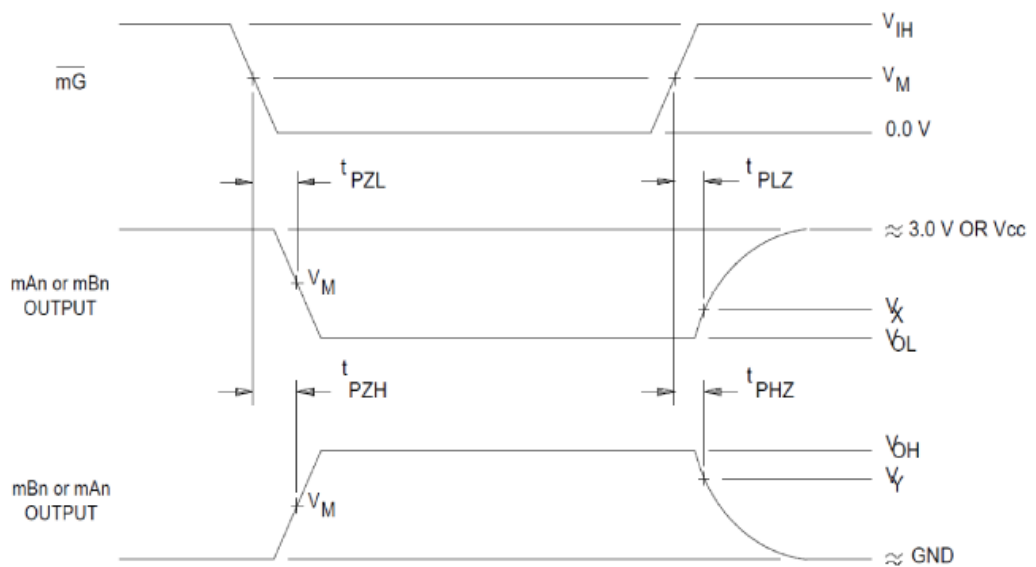 V_IH
mG
V_M
0.0 V
t_PZL
t_PLZ
≈ 3.0 V OR Vcc
mAn or mBn
OUTPUT
V_M
V_X
V_OL
t_PZH
t_PHZ
V_OH
mBn or mAn
OUTPUT
V_M
V_Y
≈ GND